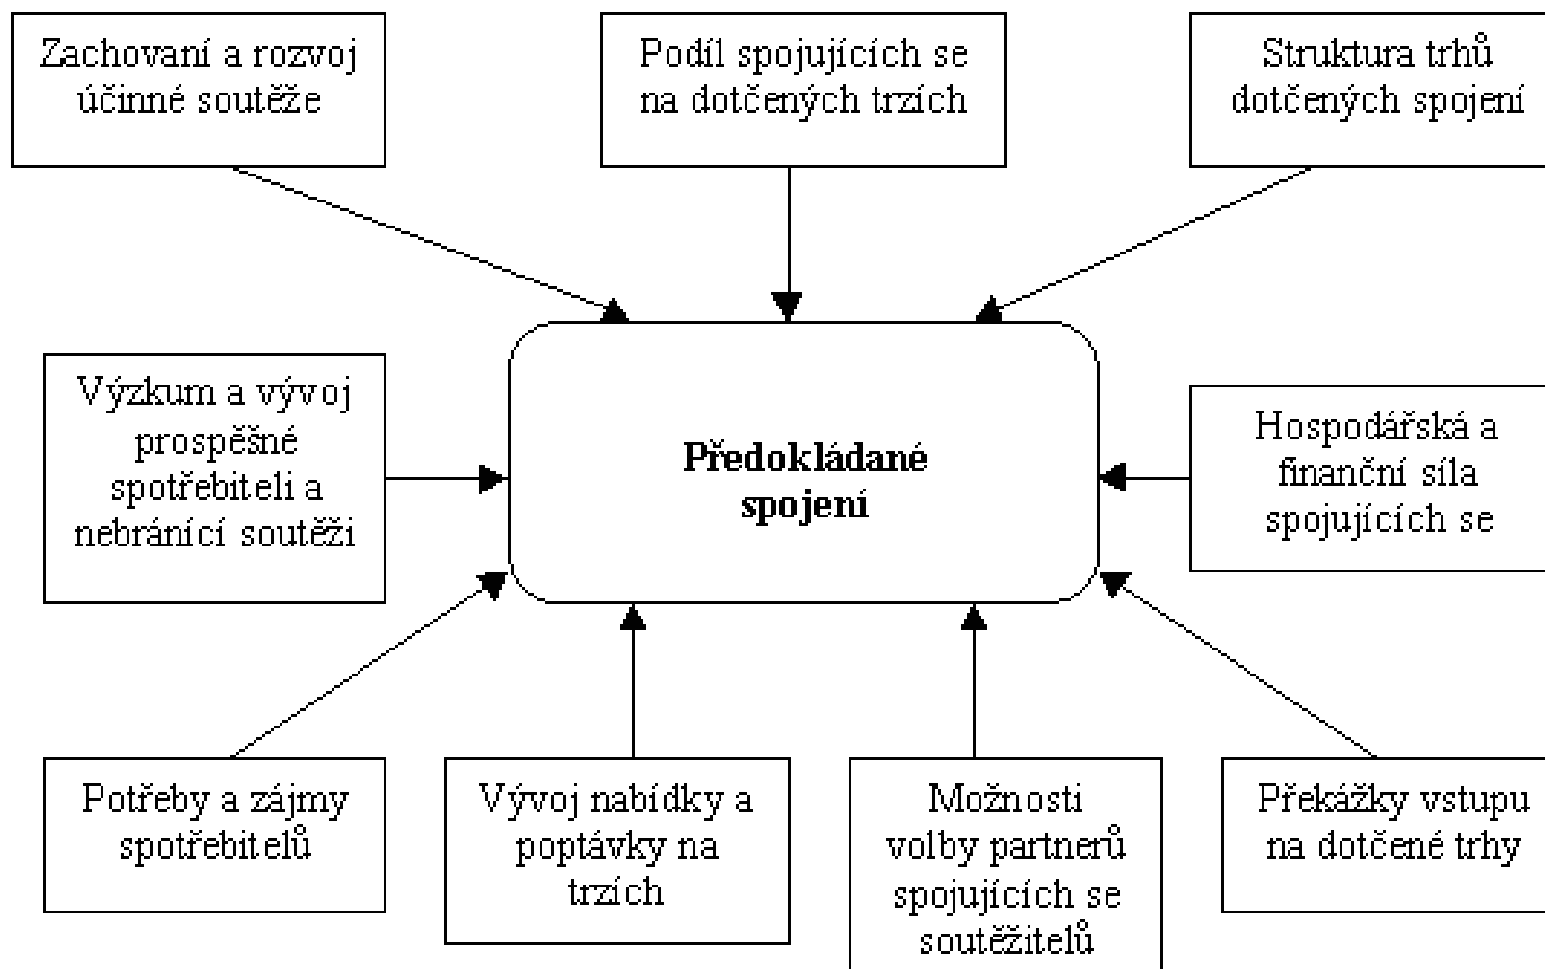 Zachovaní a rozvoj
účinné soutěže
Podíl spojujících se
na dotčených trzích
Struktura trhů
dotčených spojení
Výzkum a vývoj
prospěšné
spotřebiteli a
nebránící soutěži
Předokládané
spojení
Hospodářská a
finanční síla
spojujících se
Potřeby a zájmy
spotřebitelů
Vývoj nabídky a
poptávky na
trzích
Možnosti
volby partnerů
spojujících se
soutěžitelů
Překážky vstupu
na dotčené trhy